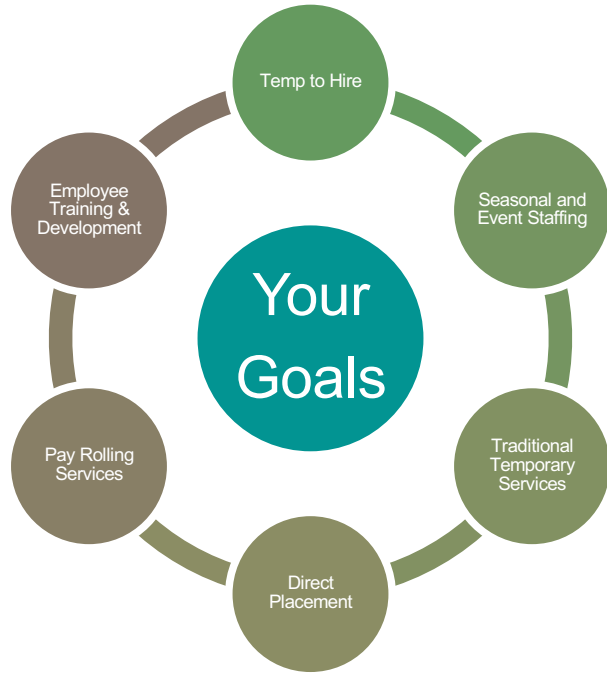 Temp to Hire
Seasonal and
Event Staffing
Traditional
Temporary
Services
Direct
Placement
Pay Rolling
Services
Employee
Training &
Development
Your
Goals